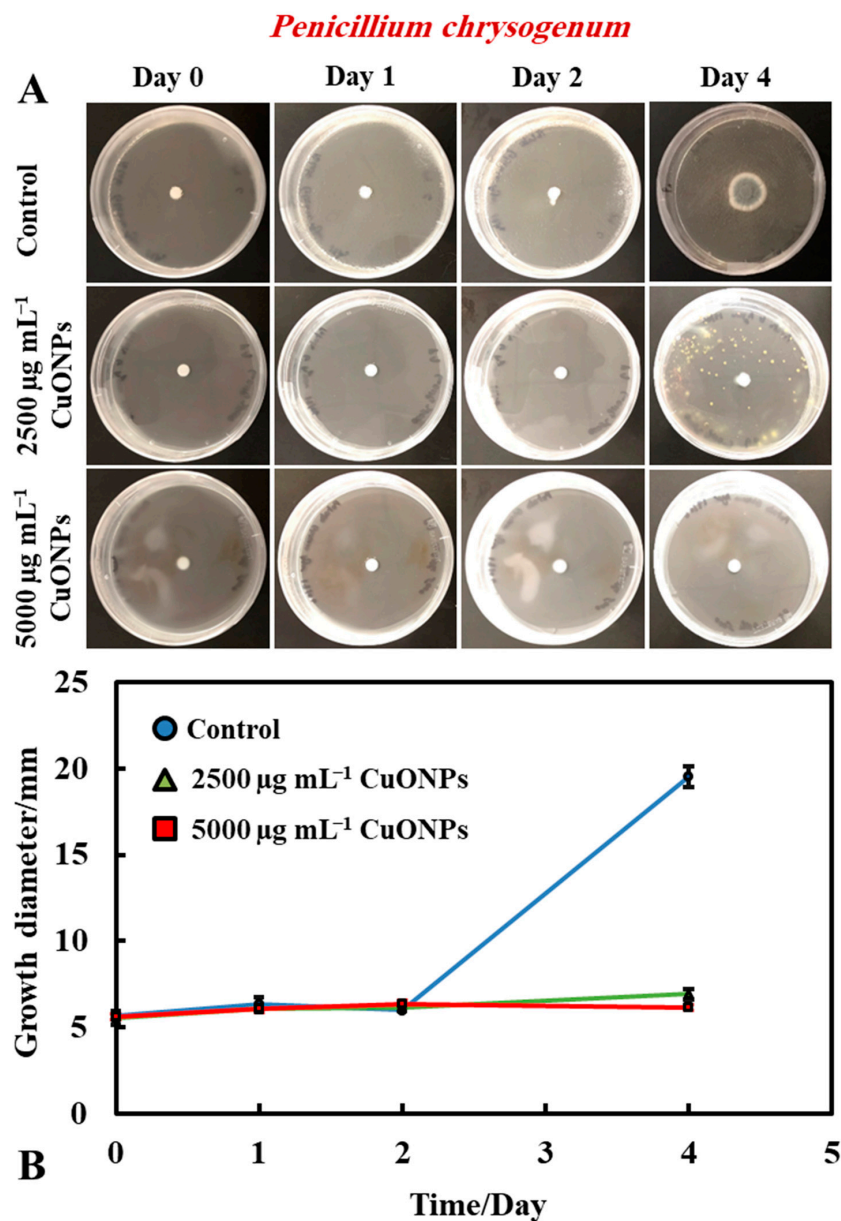 Penicillium chrysogenum
A
Day 0 Day 1 Day 2 Day 4
Control
2500 µg mL⁻¹
CuONPs
5000 µg mL⁻¹
CuONPs
25
20
15
10
5
0
Growth diameter/mm
Control
2500 µg mL⁻¹ CuONPs
5000 µg mL⁻¹ CuONPs
0 1 2 3 4 5
B
Time/Day